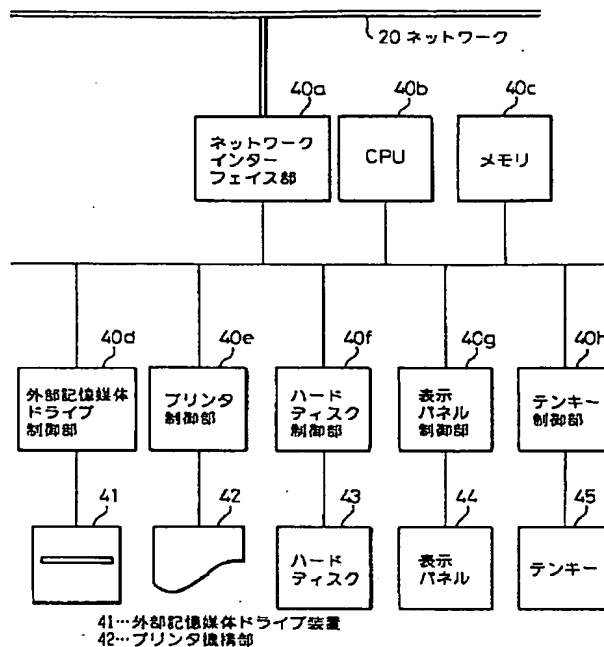 20 ネットワーク
40a
40b
40c
ネットワーク
インター
フェイス部
CPU
メモリ
40d
40e
40f
40g
40h
外部記憶媒体
ドライブ
制御部
プリンタ
制御部
ハード
ディスク
制御部
表示
パネル
制御部
テンキー
制御部
41
42
43
44
45
ハード
ディスク
表示
パネル
テンキー
41…外部記憶媒体ドライブ装置
42…プリンタ機構部